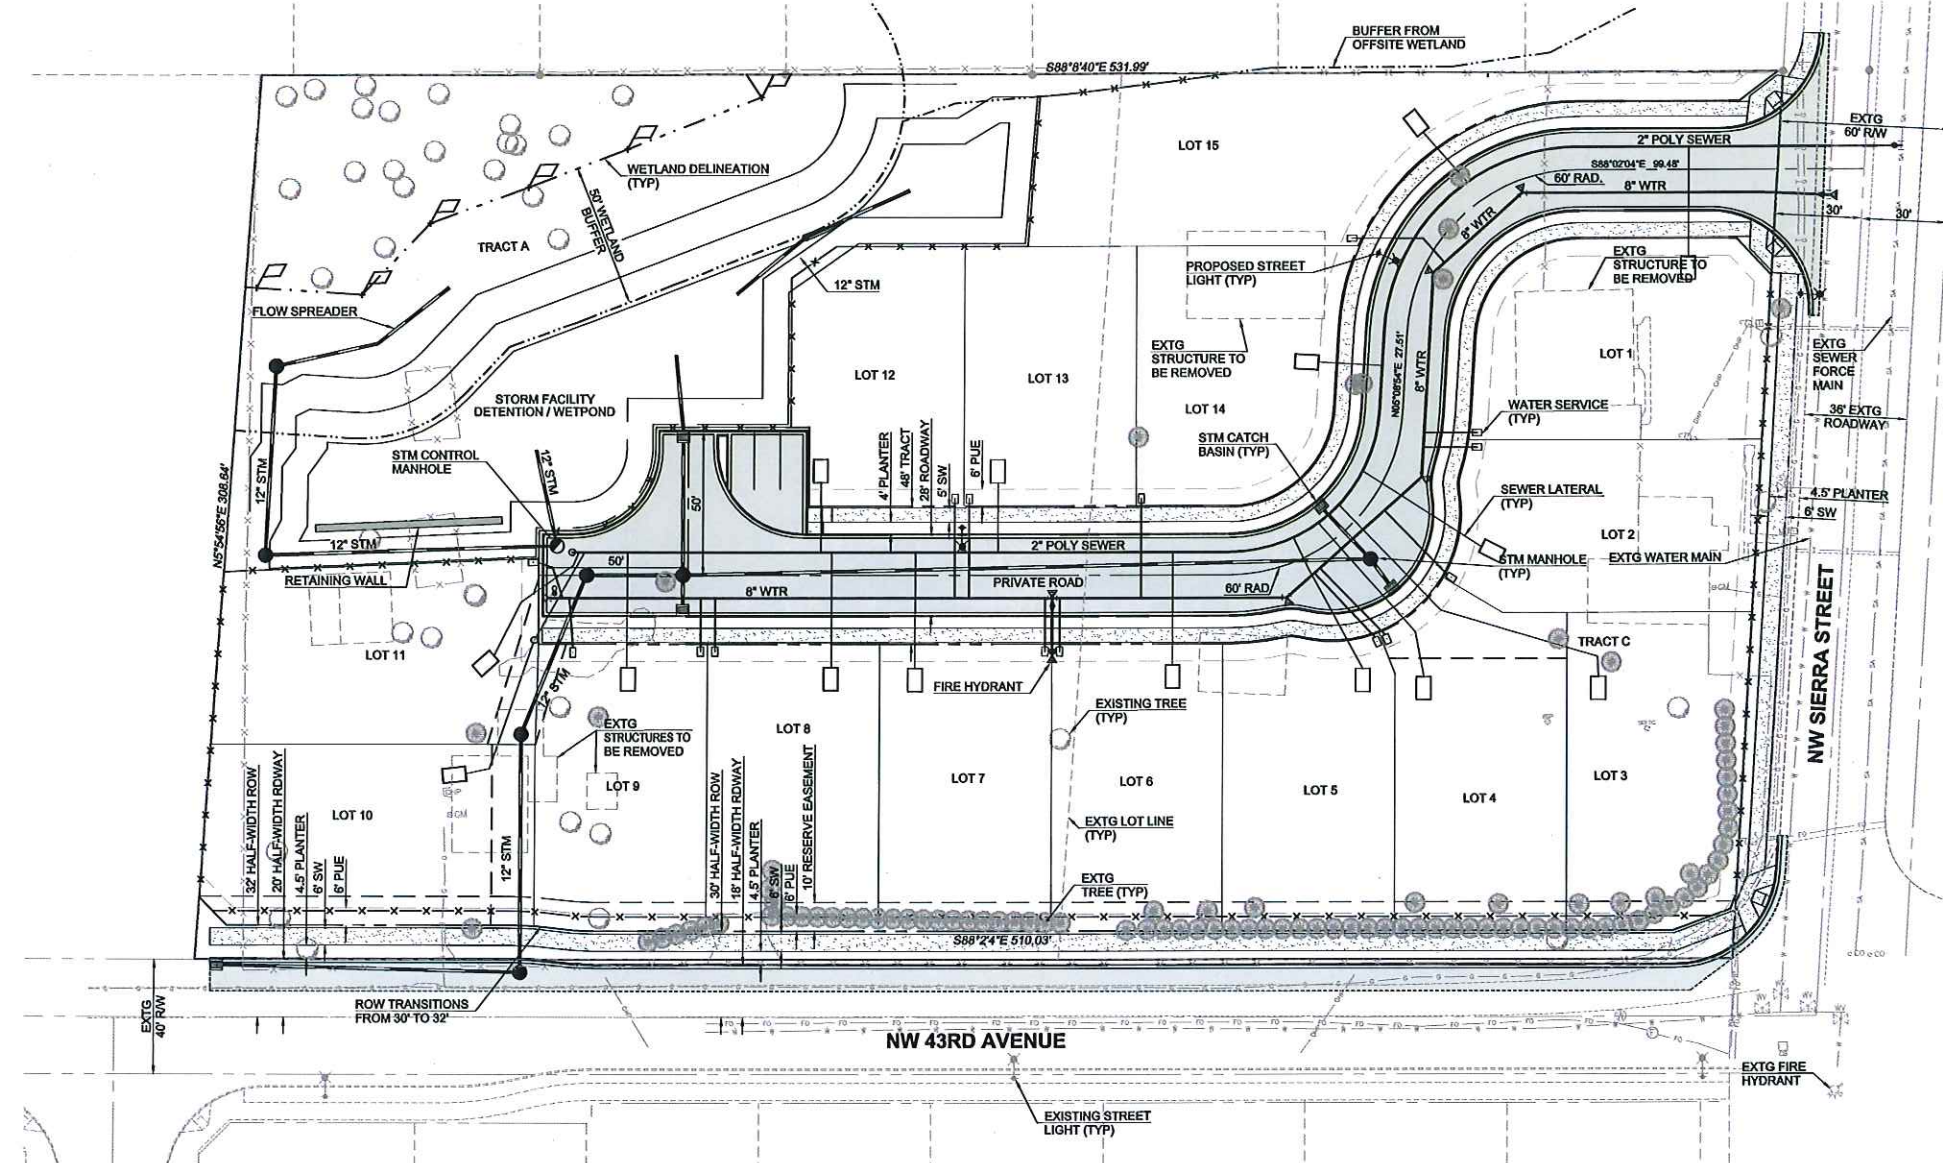 BUFFER FROM
OFFSITE WETLAND
S88°8'40"E 531.99'
EXTG
60' R/W
2" POLY SEWER
S88°02'04"E 99.48'
60' RAD.
8" WTR
30'
30'
LOT 15
WETLAND DELINEATION
(TYP)
50' WETLAND
BUFFER
TRACT A
8" WTR
12" STM
PROPOSED STREET
LIGHT (TYP)
EXTG
STRUCTURE TO
BE REMOVED
FLOW SPREADER
EXTG
STRUCTURE TO
BE REMOVED
LOT 1
EXTG
SEWER
FORCE
MAIN
N05°08'54"E 27.51'
8" WTR
LOT 12
LOT 13
LOT 14
STORM FACILITY
DETENTION / WETPOND
WATER SERVICE
(TYP)
36' EXTG
ROADWAY
STM CATCH
BASIN (TYP)
STM CONTROL
MANHOLE
12" STM
12" STM
N5°54'56"E 308.64'
4' PLANTER
48' TRACT
28' ROADWAY
5' SW
6' PUE
50'
SEWER LATERAL
(TYP)
4.5' PLANTER
6' SW
LOT 2
12" STM
RETAINING WALL
50'
2" POLY SEWER
PRIVATE ROAD
8" WTR
60' RAD
STM MANHOLE
(TYP)
EXTG WATER MAIN
NW SIERRA STREET
LOT 11
TRACT C
12" STM
FIRE HYDRANT
EXISTING TREE
(TYP)
EXTG
STRUCTURES TO
BE REMOVED
LOT 8
LOT 9
LOT 7
LOT 6
LOT 5
LOT 4
LOT 3
LOT 10
32' HALF-WIDTH ROW
20' HALF-WIDTH RDWAY
4.5' PLANTER
6' SW
6' PUE
12" STM
30' HALF-WIDTH ROW
18' HALF-WIDTH RDWAY
4.5' PLANTER
6' SW
6' PUE
10' RESERVE EASEMENT
EXTG LOT LINE
(TYP)
EXTG
TREE (TYP)
S88°2'4"E 510.03'
ROW TRANSITIONS
FROM 30' TO 32'
EXTG
40' R/W
NW 43RD AVENUE
EXTG FIRE
HYDRANT
EXISTING STREET
LIGHT (TYP)